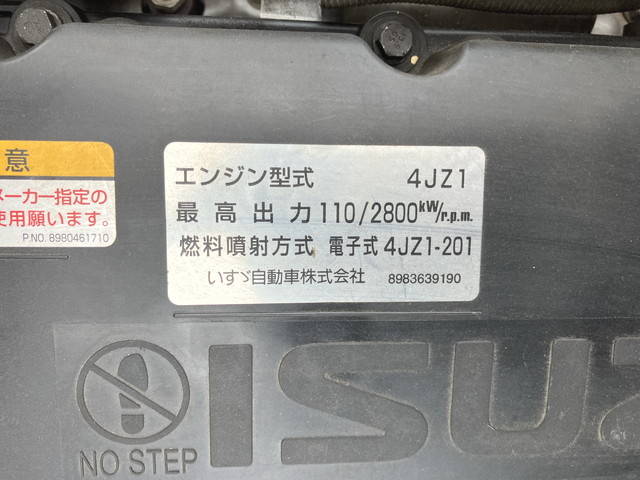 意
メーカー指定の
使用願います。
P.NO. 8980461710
エンジン型式 4JZ1
最高出力 110/2800kW/r.p.m.
燃料噴射方式 電子式 4JZ1-201
いすゞ自動車株式会社 8983639190
NO STEP
ISUZ